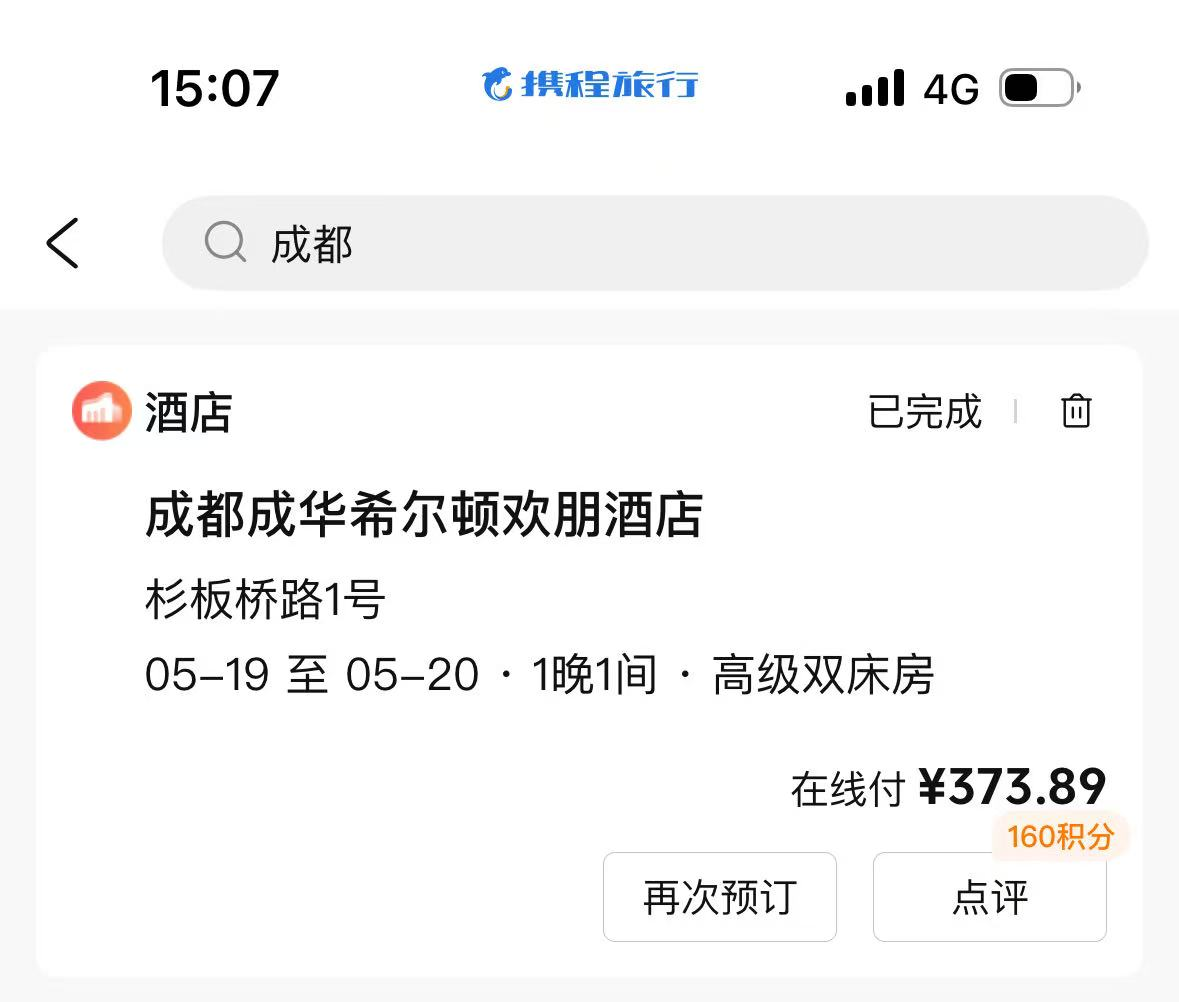 15:07 携程旅行 4G
成都
酒店 已完成
成都成华希尔顿欢朋酒店
杉板桥路1号
05-19 至 05-20 · 1晚1间 · 高级双床房
在线付 ¥373.89
160积分
再次预订 点评